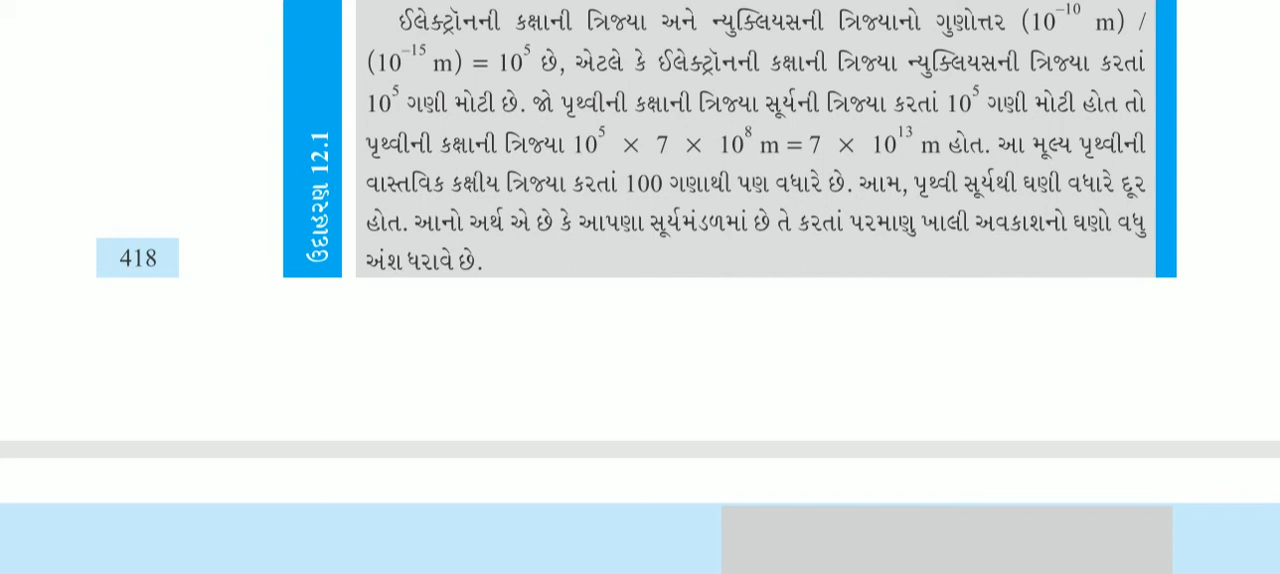 ઈલેક્ટ્રૉનની કક્ષાની ત્રિજ્યા અને ન્યુક્લિયસની ત્રિજ્યાનો ગુણોત્તર (10⁻¹⁰ m) /
(10⁻¹⁵ m) = 10⁵ છે, એટલે કે ઈલેક્ટ્રૉનની કક્ષાની ત્રિજ્યા ન્યુક્લિયસની ત્રિજ્યા કરતાં
10⁵ ગણી મોટી છે. જો પૃથ્વીની કક્ષાની ત્રિજ્યા સૂર્યની ત્રિજ્યા કરતાં 10⁵ ગણી મોટી હોત તો
પૃથ્વીની કક્ષાની ત્રિજ્યા 10⁵ × 7 × 10⁸ m = 7 × 10¹³ m હોત. આ મૂલ્ય પૃથ્વીની
વાસ્તવિક કક્ષીય ત્રિજ્યા કરતાં 100 ગણાથી પણ વધારે છે. આમ, પૃથ્વી સૂર્યથી ઘણી વધારે દૂર
હોત. આનો અર્થ એ છે કે આપણા સૂર્યમંડળમાં છે તે કરતાં પરમાણુ ખાલી અવકાશનો ઘણો વધુ
અંશ ધરાવે છે.
ઉદાહરણ 12.1
418